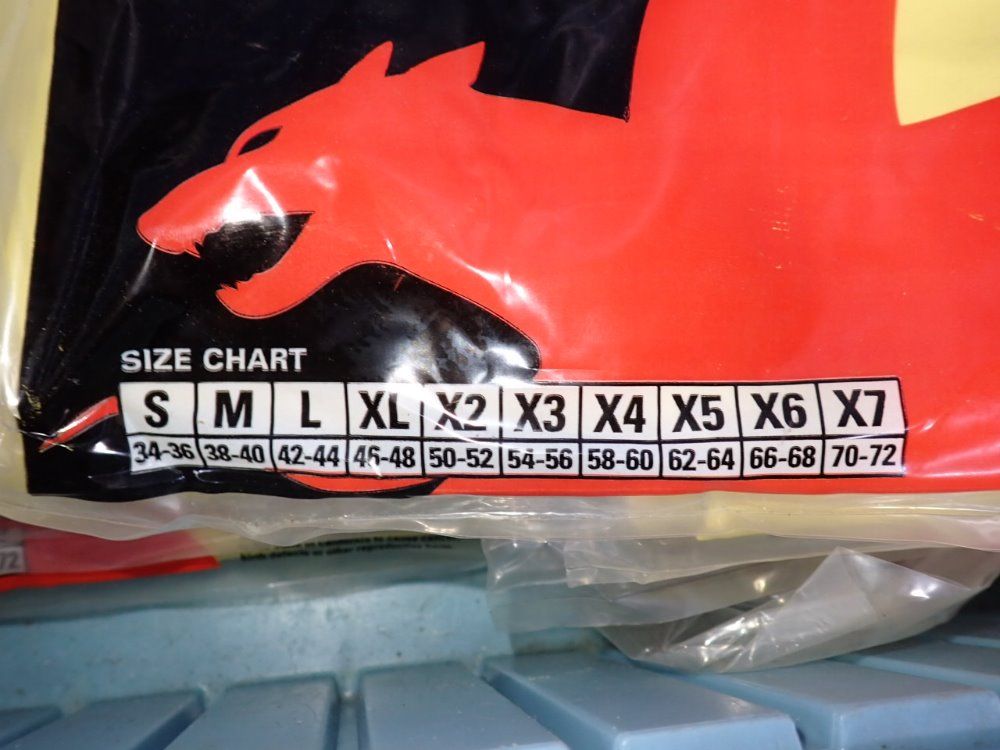 SIZE CHART
S M L XL X2 X3 X4 X5 X6 X7
34-36 38-40 42-44 46-48 50-52 54-56 58-60 62-64 66-68 70-72
72